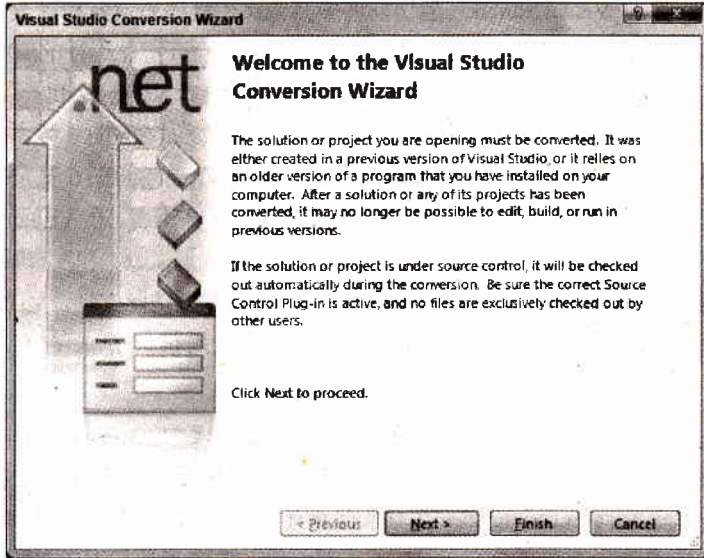 Visual Studio Conversion Wizard
.net
Welcome to the Visual Studio
Conversion Wizard
The solution or project you are opening must be converted. It was
either created in a previous version of Visual Studio, or it relies on
an older version of a program that you have installed on your
computer. After a solution or any of its projects has been
converted, it may no longer be possible to edit, build, or run in
previous versions.
If the solution or project is under source control, it will be checked
out automatically during the conversion. Be sure the correct Source
Control Plug-in is active, and no files are exclusively checked out by
other users.
Click Next to proceed.
< Previous
Next >
Finish
Cancel